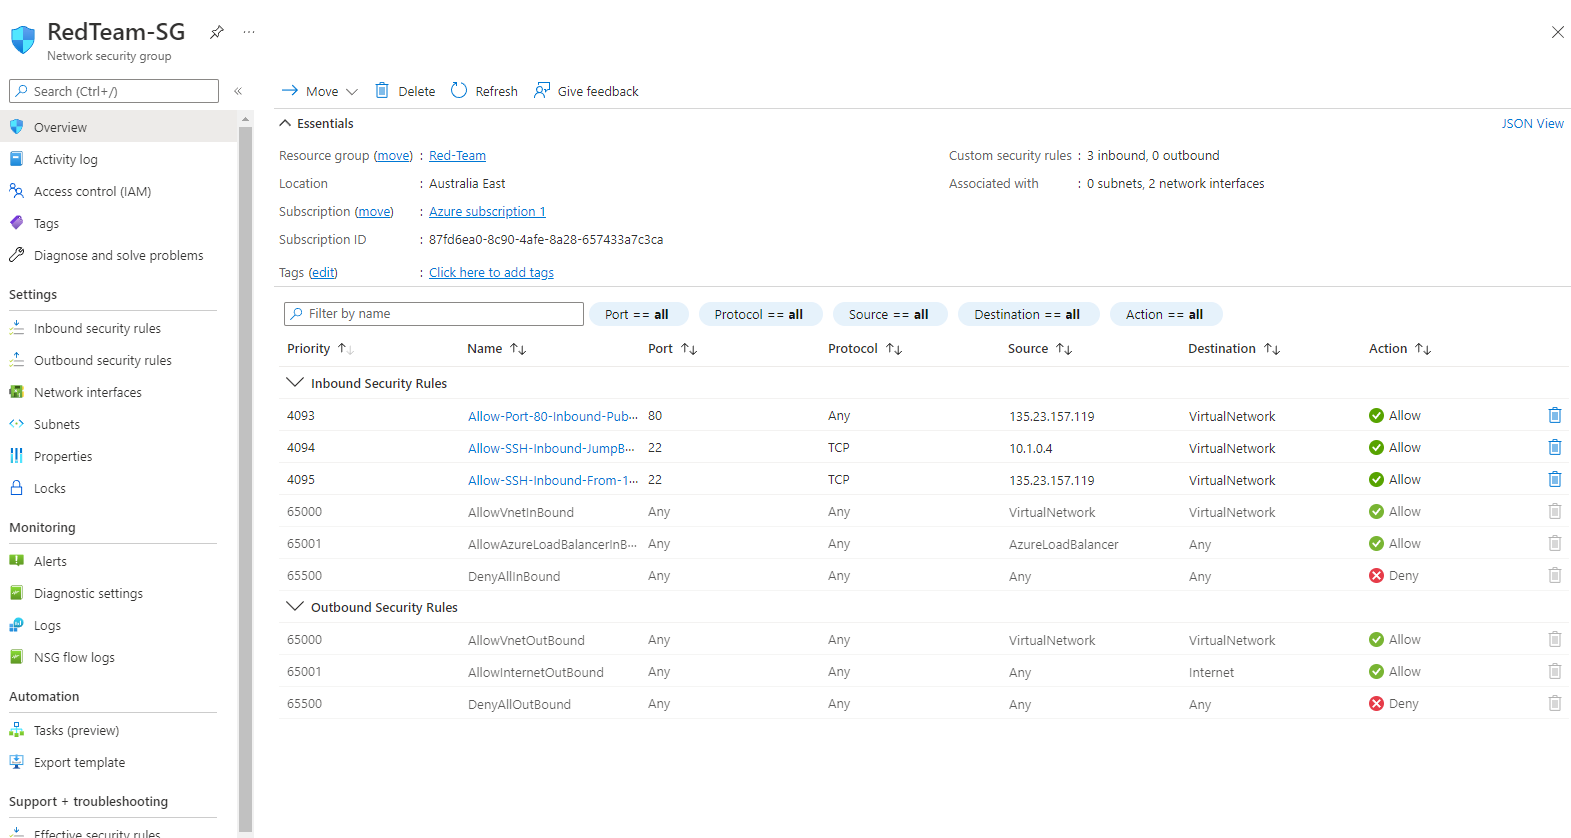 RedTeam-SG
Network security group
Search (Ctrl+/)
Overview
Activity log
Access control (IAM)
Tags
Diagnose and solve problems
Settings
Inbound security rules
Outbound security rules
Network interfaces
Subnets
Properties
Locks
Monitoring
Alerts
Diagnostic settings
Logs
NSG flow logs
Automation
Tasks (preview)
Export template
Support + troubleshooting
Effective security rules
Move Delete Refresh Give feedback
Essentials JSON View
Resource group (move) : Red-Team
Location : Australia East
Subscription (move) : Azure subscription 1
Subscription ID : 87fd6ea0-8c90-4afe-8a28-657433a7c3ca
Tags (edit) : Click here to add tags
Custom security rules : 3 inbound, 0 outbound
Associated with : 0 subnets, 2 network interfaces
Filter by name Port == all Protocol == all Source == all Destination == all Action == all
Priority Name Port Protocol Source Destination Action
Inbound Security Rules
4093 Allow-Port-80-Inbound-Pub... 80 Any 135.23.157.119 VirtualNetwork Allow
4094 Allow-SSH-Inbound-JumpB... 22 TCP 10.1.0.4 VirtualNetwork Allow
4095 Allow-SSH-Inbound-From-1... 22 TCP 135.23.157.119 VirtualNetwork Allow
65000 AllowVnetInBound Any Any VirtualNetwork VirtualNetwork Allow
65001 AllowAzureLoadBalancerInB... Any Any AzureLoadBalancer Any Allow
65500 DenyAllInBound Any Any Any Any Deny
Outbound Security Rules
65000 AllowVnetOutBound Any Any VirtualNetwork VirtualNetwork Allow
65001 AllowInternetOutBound Any Any Any Internet Allow
65500 DenyAllOutBound Any Any Any Any Deny